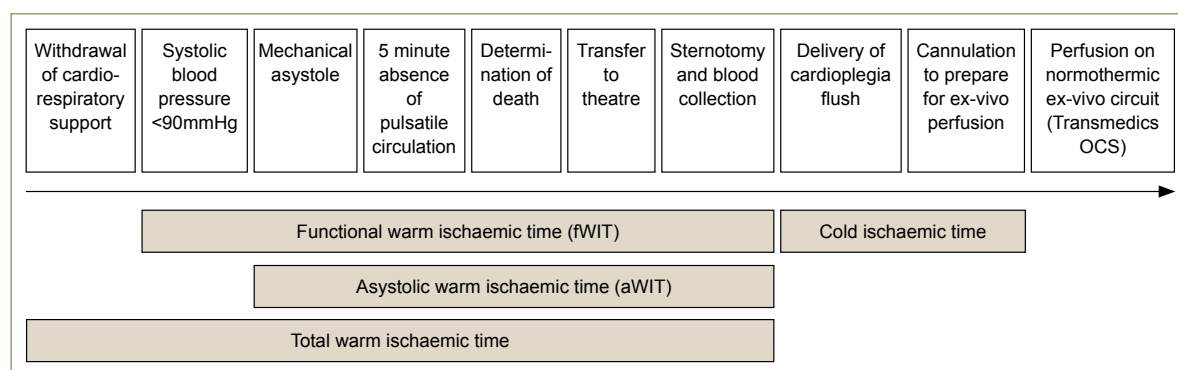 Withdrawal
of cardio-
respiratory
support
Systolic
blood
pressure
<90mmHg
Mechanical
asystole
5 minute
absence
of
pulsatile
circulation
Determi-
nation of
death
Transfer
to
theatre
Sternotomy
and blood
collection
Delivery of
cardioplegia
flush
Cannulation
to prepare
for ex-vivo
perfusion
Perfusion on
normothermic
ex-vivo circuit
(Transmedics
OCS)
Functional warm ischaemic time (fWIT)
Cold ischaemic time
Asystolic warm ischaemic time (aWIT)
Total warm ischaemic time